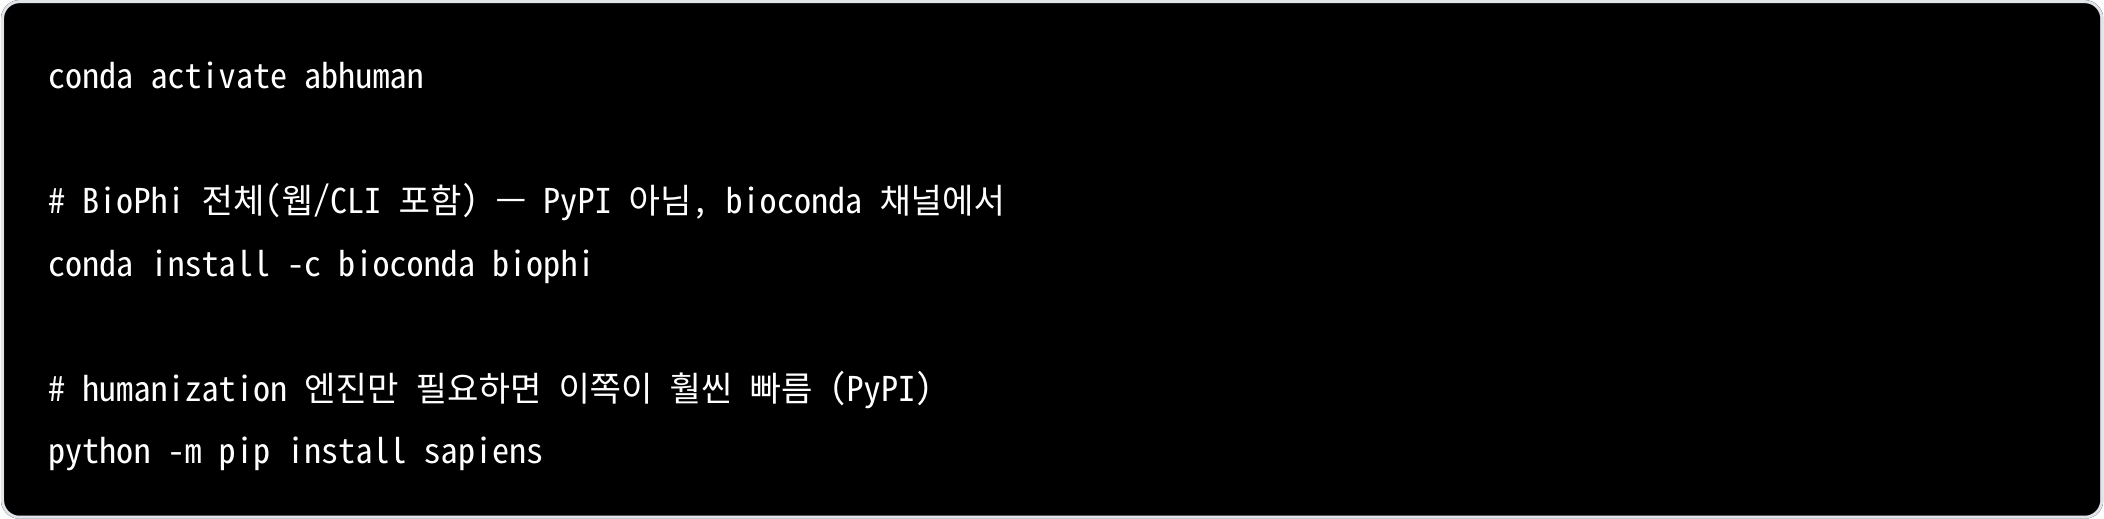 conda activate abhuman
# BioPhi 전체(웹/CLI 포함) — PyPI 아님, bioconda 채널에서
conda install -c bioconda biophi
# humanization 엔진만 필요하면 이쪽이 훨씬 빠름 (PyPI)
python -m pip install sapiens